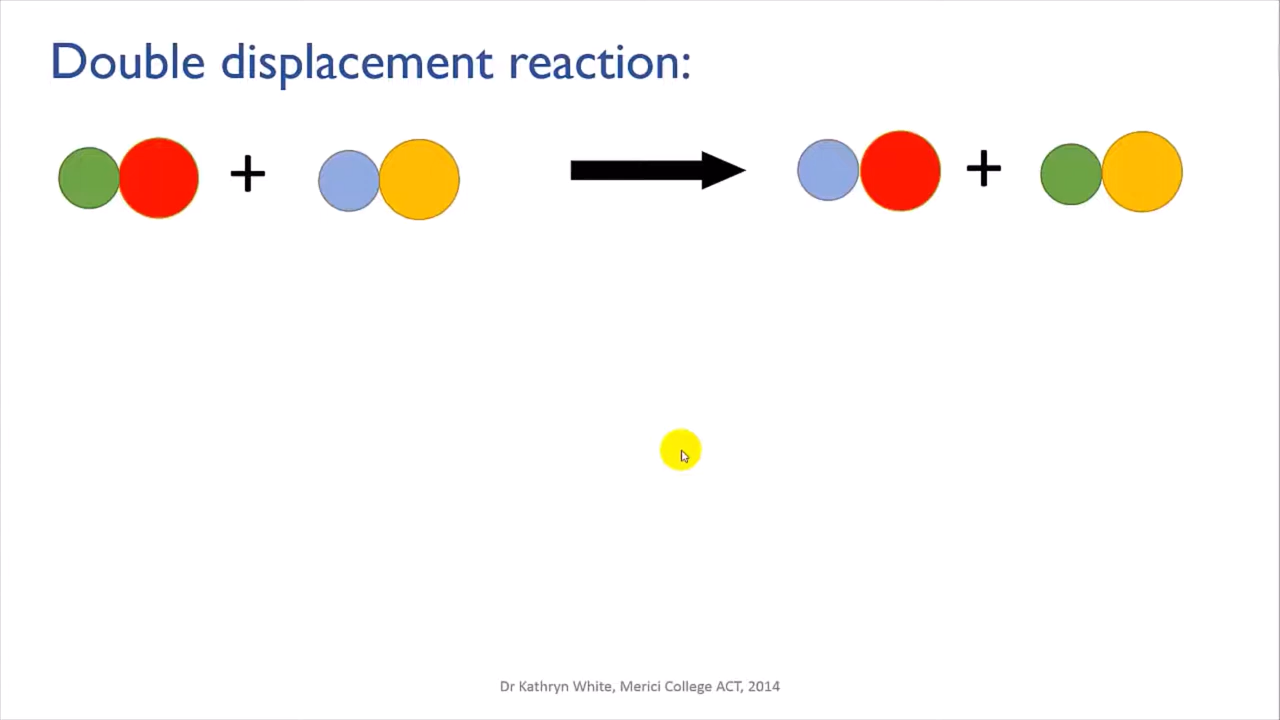 Double displacement reaction:
+ +
Dr Kathryn White, Merici College ACT, 2014